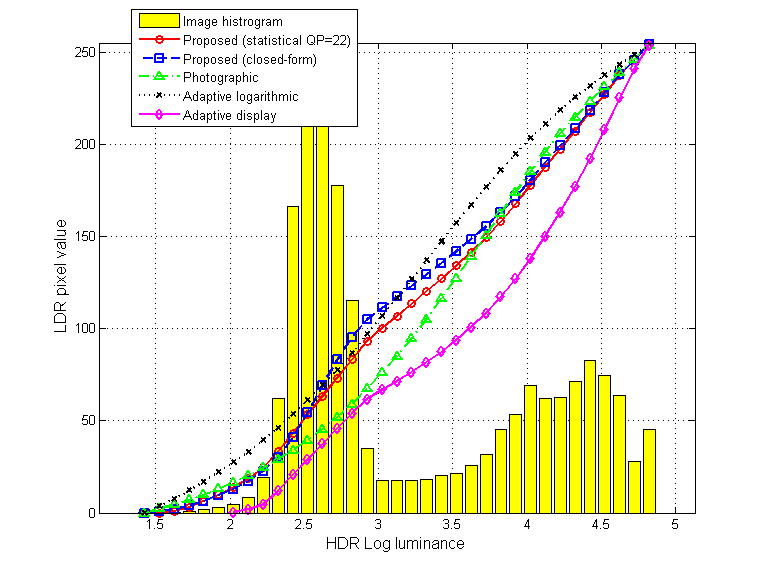 Image histrogram
Proposed (statistical QP=22)
Proposed (closed-form)
Photographic
Adaptive logarithmic
Adaptive display
250
200
150
100
50
0
LDR pixel value
1.5 2 2.5 3 3.5 4 4.5 5
HDR Log luminance